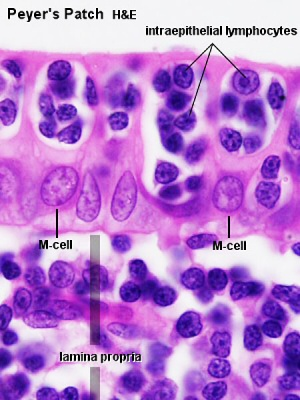 Peyer's Patch H&E
intraepithelial lymphocytes
M-cell
M-cell
lamina propria